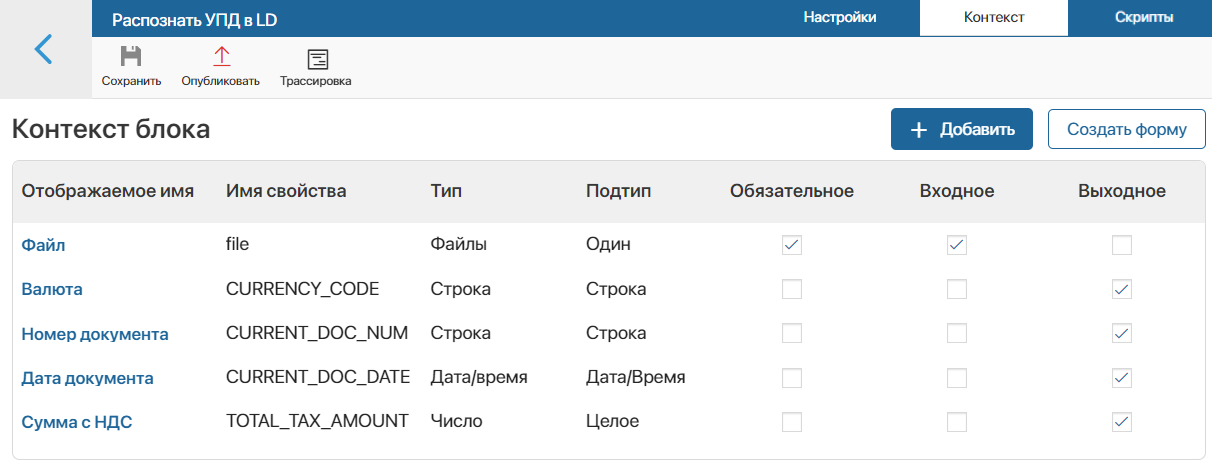 Распознать УПД в LD
Настройки
Контекст
Скрипты
Сохранить
Опубликовать
Трассировка
Контекст блока
Добавить
Создать форму
Отображаемое имя Имя свойства Тип Подтип Обязательное Входное Выходное
Файл file Файлы Один
Валюта CURRENCY_CODE Строка Строка
Номер документа CURRENT_DOC_NUM Строка Строка
Дата документа CURRENT_DOC_DATE Дата/время Дата/Время
Сумма с НДС TOTAL_TAX_AMOUNT Число Целое